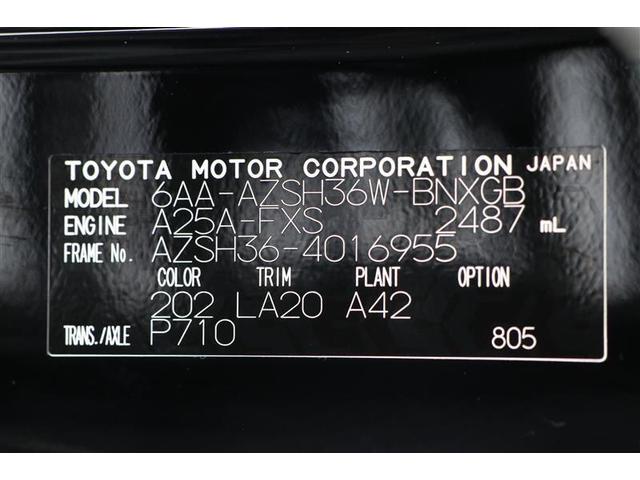 TOYOTA MOTOR CORPORATION JAPAN
MODEL 6AA-AZSH36W-BNXGB
ENGINE A25A-FXS 2487 mL
FRAME No. AZSH36-4016955
COLOR TRIM PLANT OPTION
202 LA20 A42
TRANS./AXLE P710 805